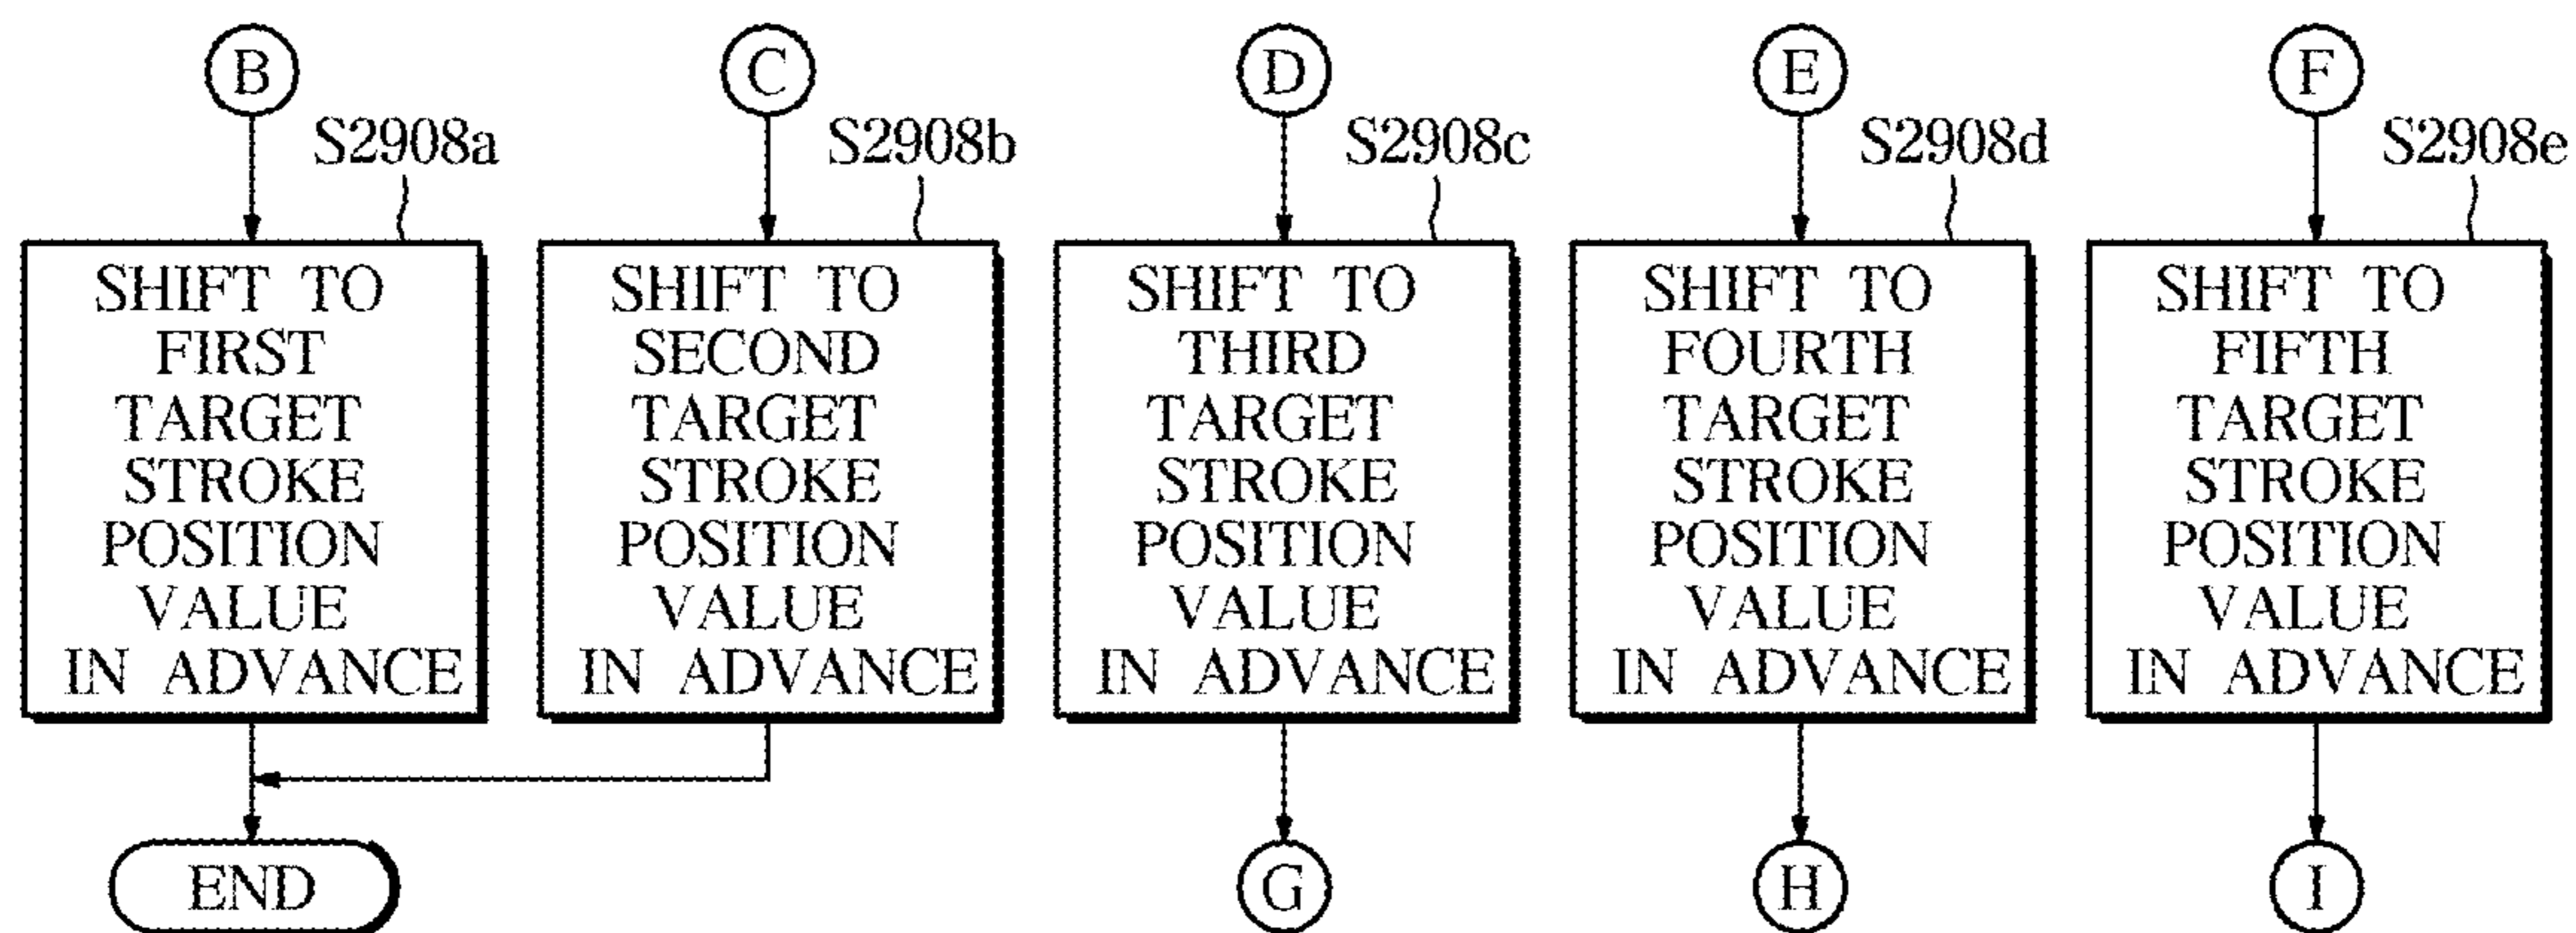 B
C
D
E
F
S2908a
S2908b
S2908c
S2908d
S2908e
SHIFT TO
FIRST
TARGET
STROKE
POSITION
VALUE
IN ADVANCE
SHIFT TO
SECOND
TARGET
STROKE
POSITION
VALUE
IN ADVANCE
SHIFT TO
THIRD
TARGET
STROKE
POSITION
VALUE
IN ADVANCE
SHIFT TO
FOURTH
TARGET
STROKE
POSITION
VALUE
IN ADVANCE
SHIFT TO
FIFTH
TARGET
STROKE
POSITION
VALUE
IN ADVANCE
END
G
H
I